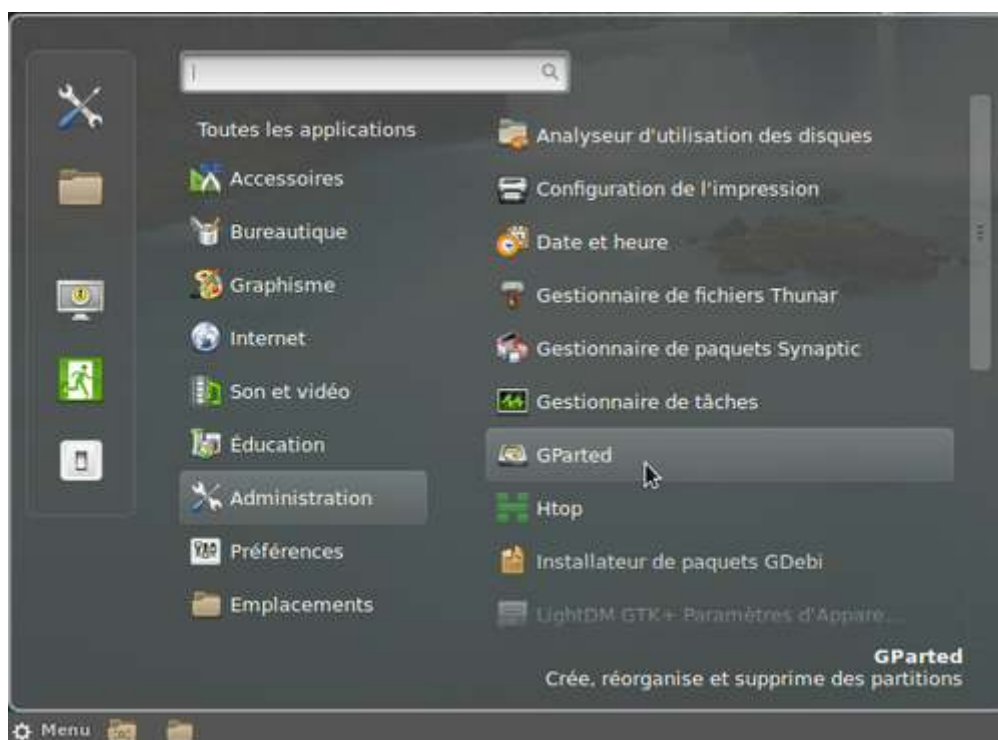 Toutes les applications
Accessoires
Bureautique
Graphisme
Internet
Son et vidéo
Éducation
Administration
Préférences
Emplacements
Analyseur d'utilisation des disques
Configuration de l'impression
Date et heure
Gestionnaire de fichiers Thunar
Gestionnaire de paquets Synaptic
Gestionnaire de tâches
GParted
Htop
Installateur de paquets GDebi
LightDM GTK+ Paramètres d'Appare...
GParted
Crée, réorganise et supprime des partitions
Menu